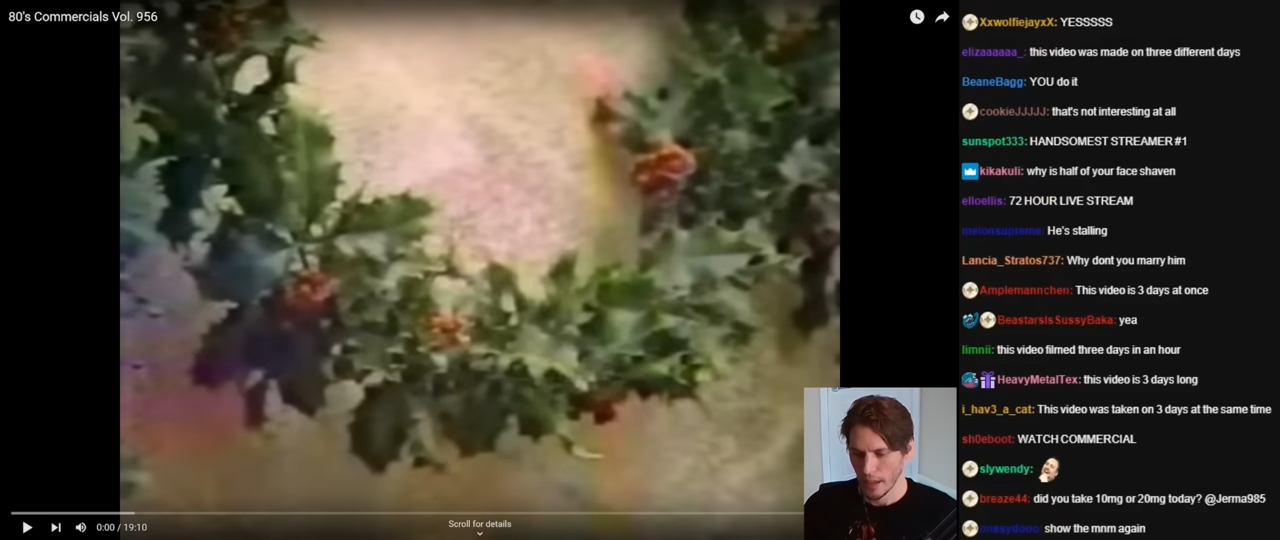 80's Commercials Vol. 956
XxwolfiejayxX: YESSSSS
elizaaaaaa_: this video was made on three different days
BeaneBagg: YOU do it
cookieJJJJJ: that's not interesting at all
sunspot333: HANDSOMEST STREAMER #1
kikakuli: why is half of your face shaven
elloellis: 72 HOUR LIVE STREAM
melonsupreme: He's stalling
Lancia_Stratos737: Why dont you marry him
Amplemannchen: This video is 3 days at once
BeastarsIsSussyBaka: yea
limnii: this video filmed three days in an hour
HeavyMetalTex: this video is 3 days long
i_hav3_a_cat: This video was taken on 3 days at the same time
sh0eboot: WATCH COMMERCIAL
slywendy:
breaze44: did you take 10mg or 20mg today? @Jerma985
show the mnm again
0:00 / 19:10
Scroll for details